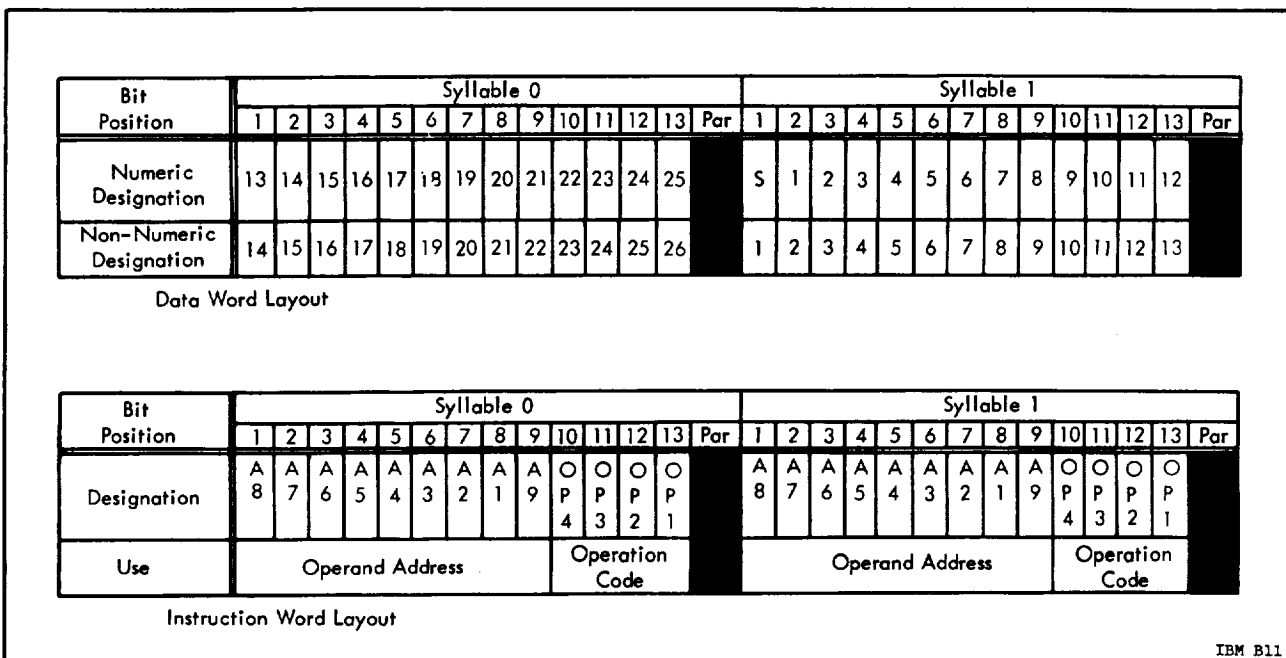 Bit Position Syllable 0 Syllable 1
1 2 3 4 5 6 7 8 9 10 11 12 13 Par 1 2 3 4 5 6 7 8 9 10 11 12 13 Par
Numeric Designation 13 14 15 16 17 18 19 20 21 22 23 24 25 S 1 2 3 4 5 6 7 8 9 10 11 12
Non-Numeric Designation 14 15 16 17 18 19 20 21 22 23 24 25 26 1 2 3 4 5 6 7 8 9 10 11 12 13
Data Word Layout
Bit Position Syllable 0 Syllable 1
1 2 3 4 5 6 7 8 9 10 11 12 13 Par 1 2 3 4 5 6 7 8 9 10 11 12 13 Par
Designation A8 A7 A6 A5 A4 A3 A2 A1 A9 OP4 OP3 OP2 OP1 A8 A7 A6 A5 A4 A3 A2 A1 A9 OP4 OP3 OP2 OP1
Use Operand Address Operation Code Operand Address Operation Code
Instruction Word Layout
IBM B11